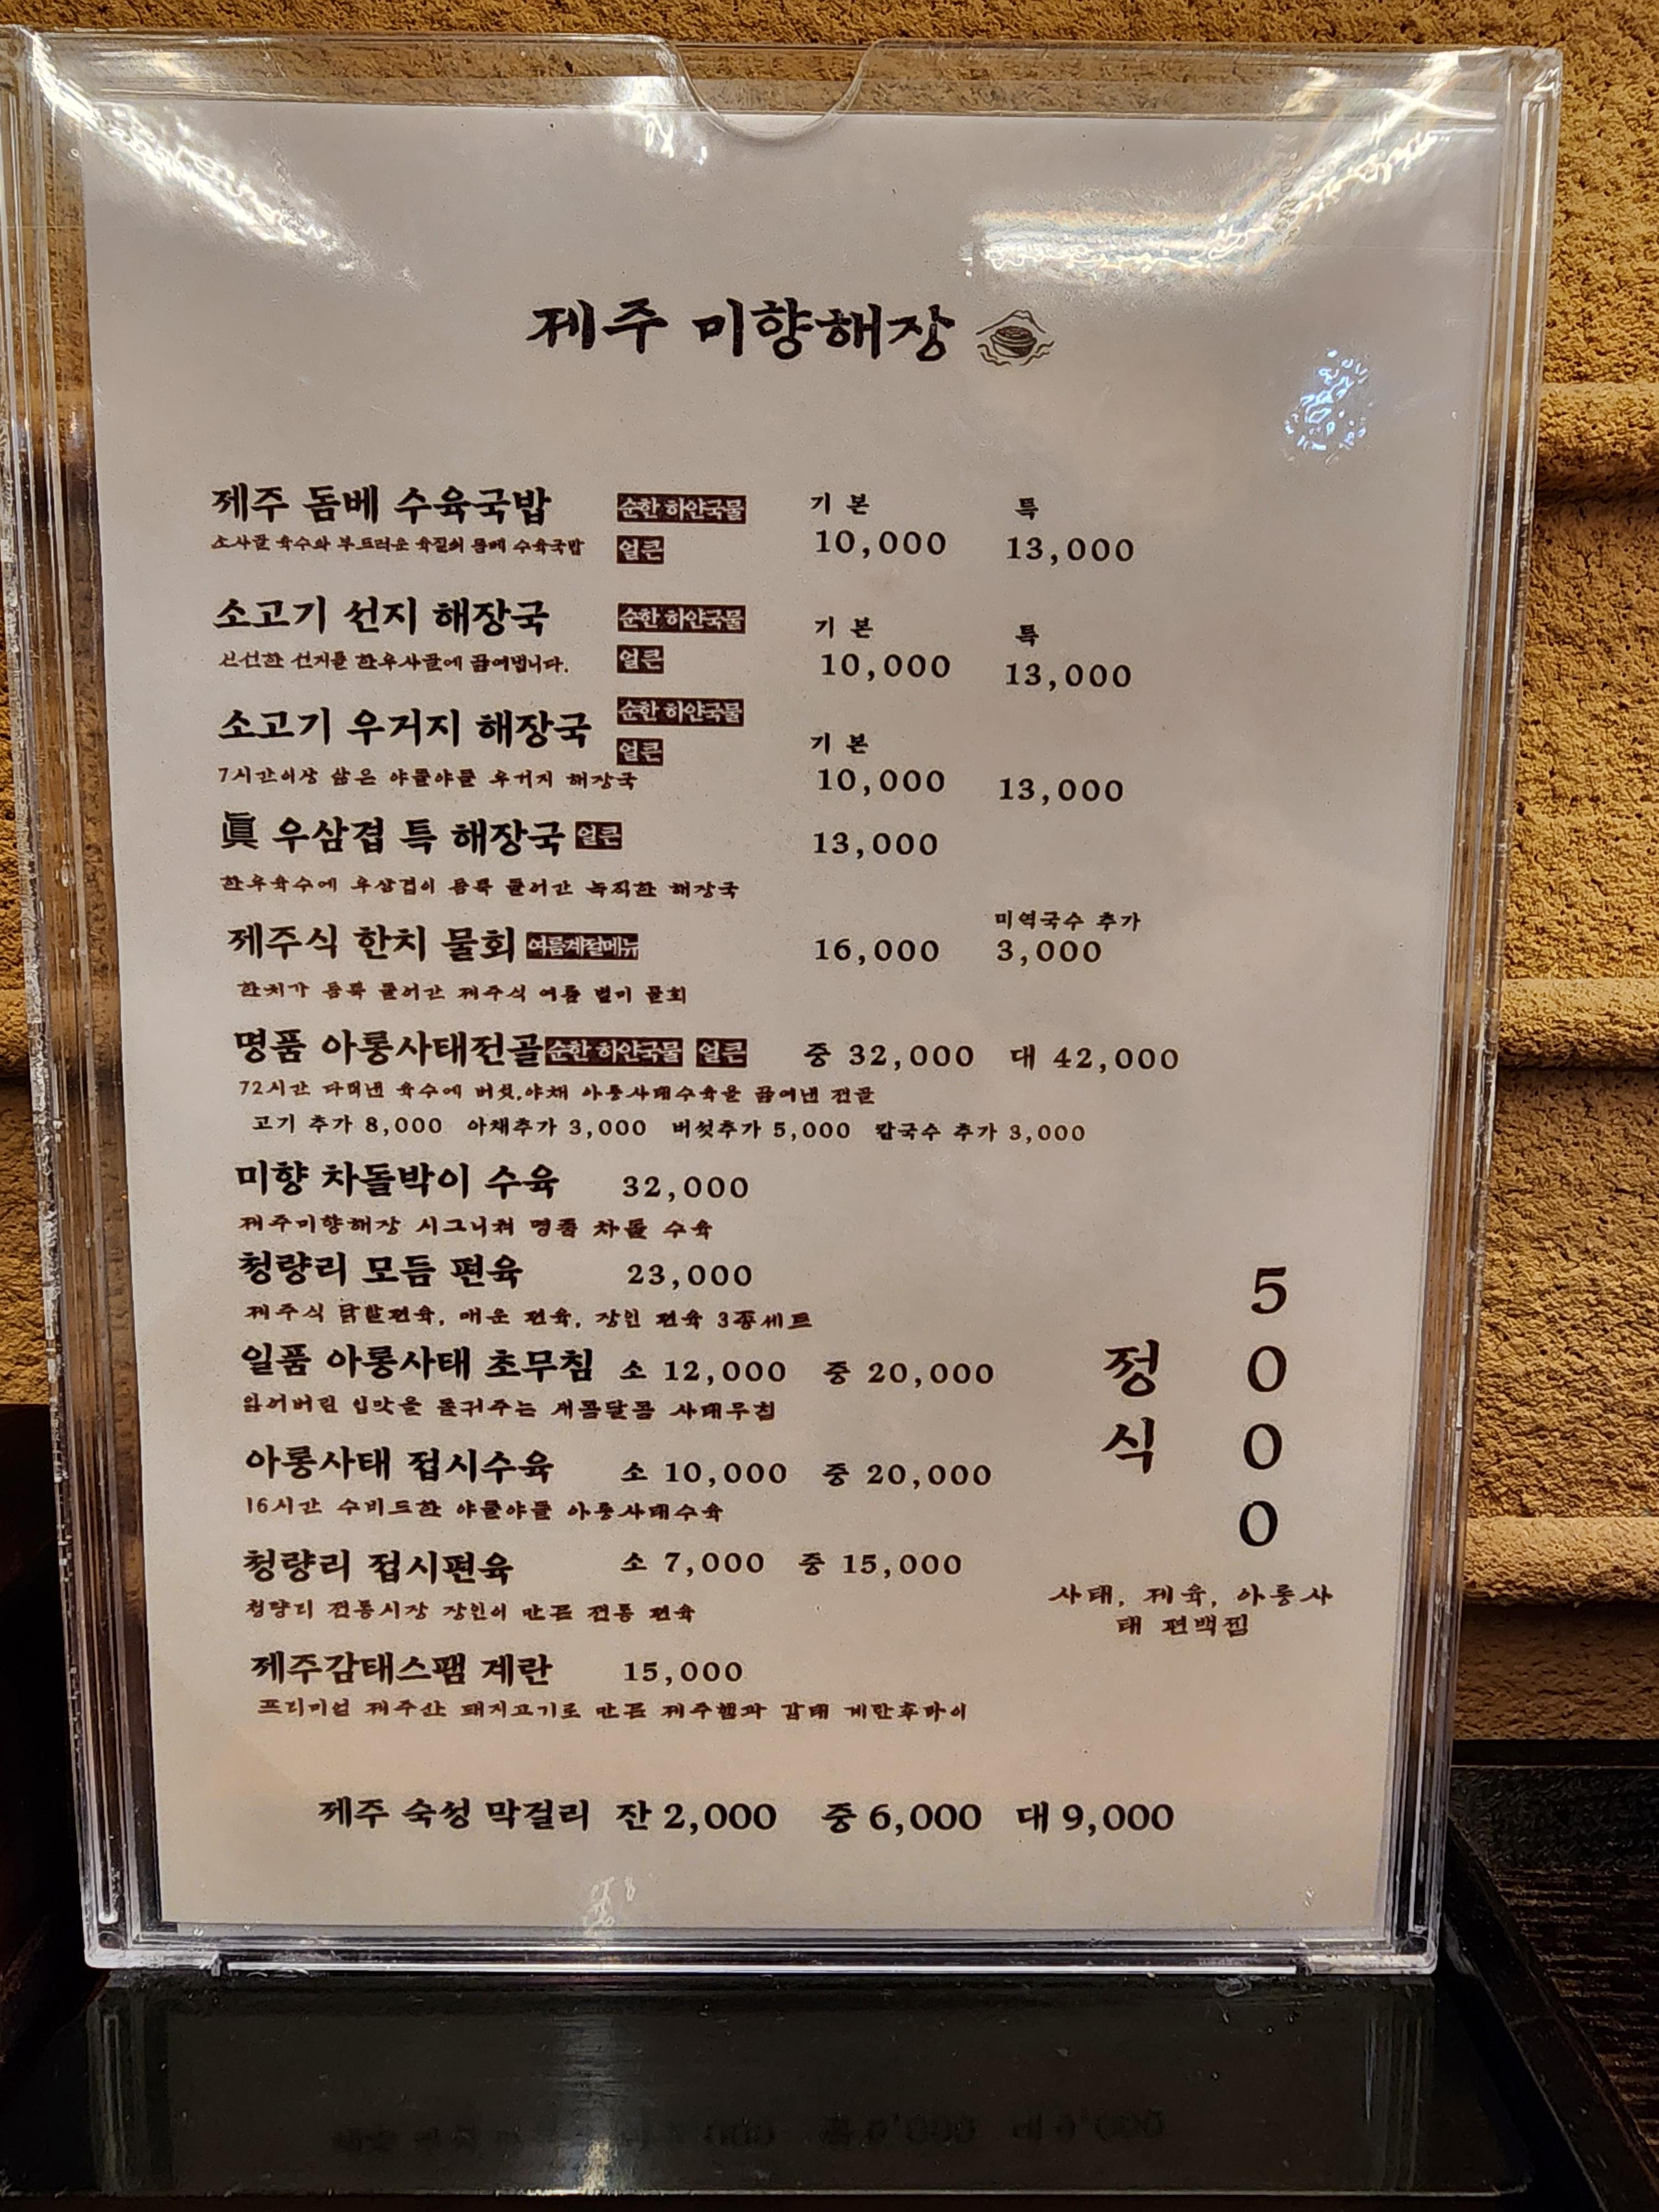 제주 미향해장
제주 돔베 수육국밥 순한 하얀국물 기 본 특
소사골 육수와 부드러운 육질의 돔베 수육국밥 얼큰 10,000 13,000
소고기 선지 해장국 순한 하얀국물 기 본 특
신선한 선지를 한우사골에 끓여냅니다. 얼큰 10,000 13,000
소고기 우거지 해장국 순한 하얀국물
얼큰 기 본
7시간이상 삶은 야들야들 우거지 해장국 10,000 13,000
眞 우삼겹 특 해장국 얼큰 13,000
한우육수에 우삼겹이 듬뿍 들어간 녹진한 해장국
미역국수 추가
제주식 한치 물회 여름계절메뉴 16,000 3,000
한치가 듬뿍 들어간 제주식 여름 별미 물회
명품 아롱사태전골 순한 하얀국물 얼큰 중 32,000 대 42,000
72시간 다려낸 육수에 버섯,야채 아롱사태수육을 끓여낸 전골
고기 추가 8,000 야채추가 3,000 버섯추가 5,000 칼국수 추가 3,000
미향 차돌박이 수육 32,000
제주미향해장 시그니처 명품 차돌 수육
청량리 모듬 편육 23,000
제주식 닭발편육, 매운 편육, 장인 편육 3종세트
일품 아롱사태 초무침 소 12,000 중 20,000
잃어버린 입맛을 돌려주는 새콤달콤 사태무침
아롱사태 접시수육 소 10,000 중 20,000
16시간 수비드한 야들야들 아롱사태수육
청량리 접시편육 소 7,000 중 15,000
청량리 전통시장 장인이 만든 전통 편육
제주감태스팸 계란 15,000
프리미엄 제주산 돼지고기로 만든 제주햄과 감태 계란후라이
정식
5000
사태, 제육, 아롱사
태 편백찜
제주 숙성 막걸리 잔 2,000 중 6,000 대 9,000